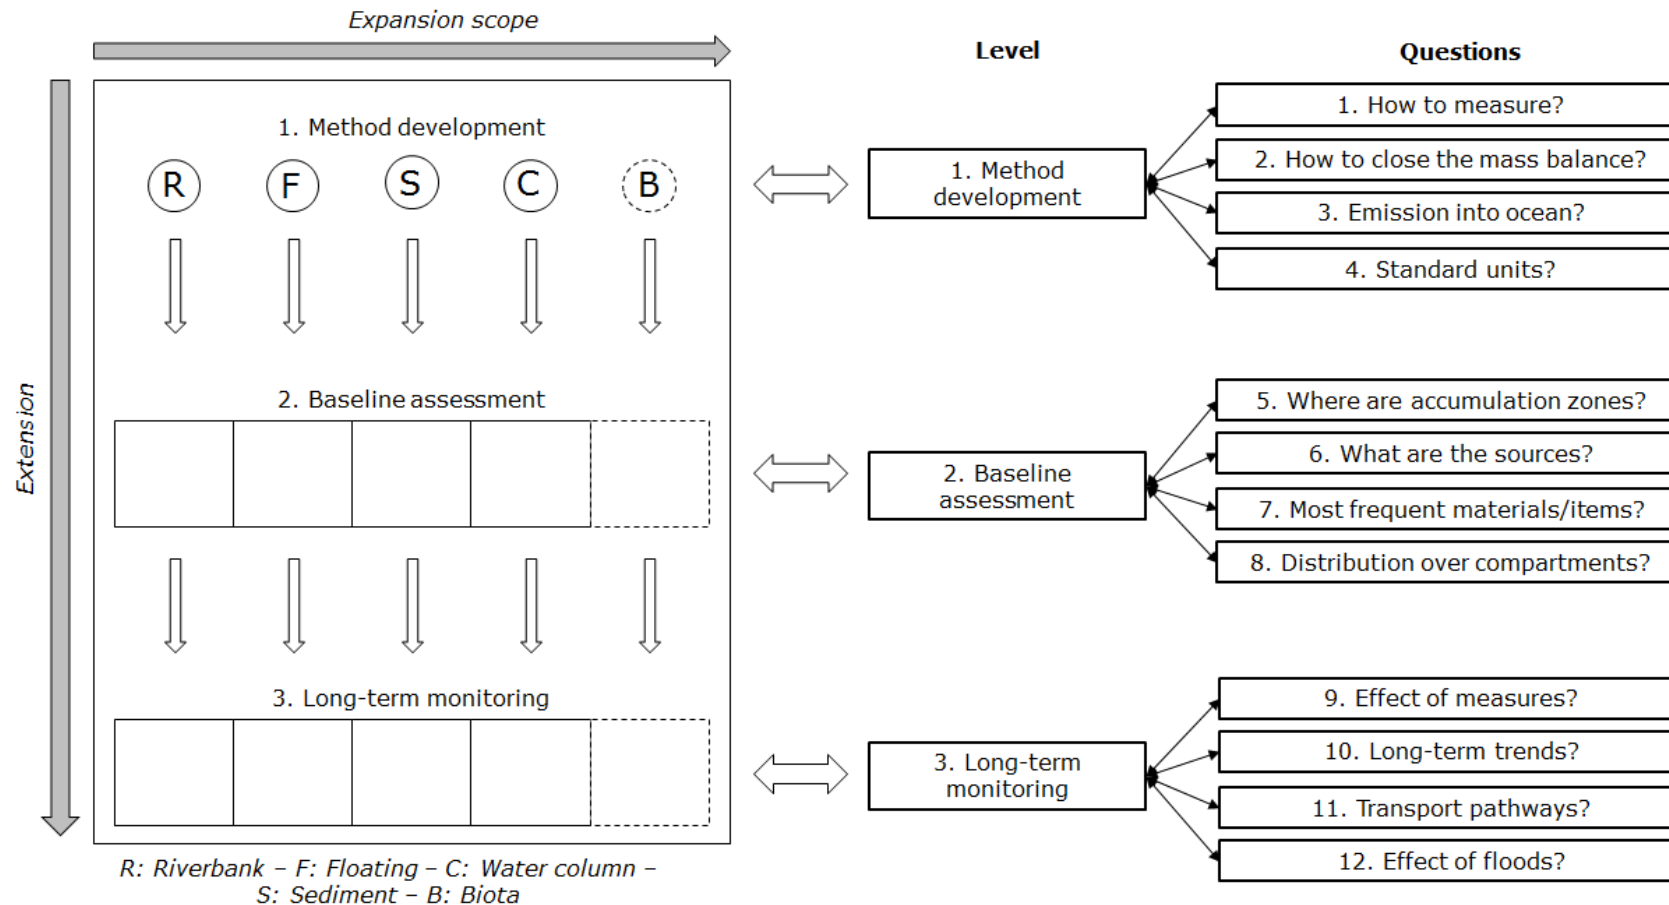 Expansion scope
Extension
1. Method development
R F S C B
2. Baseline assessment
3. Long-term monitoring
R: Riverbank – F: Floating – C: Water column –
S: Sediment – B: Biota
Level
1. Method
development
2. Baseline
assessment
3. Long-term
monitoring
Questions
1. How to measure?
2. How to close the mass balance?
3. Emission into ocean?
4. Standard units?
5. Where are accumulation zones?
6. What are the sources?
7. Most frequent materials/items?
8. Distribution over compartments?
9. Effect of measures?
10. Long-term trends?
11. Transport pathways?
12. Effect of floods?